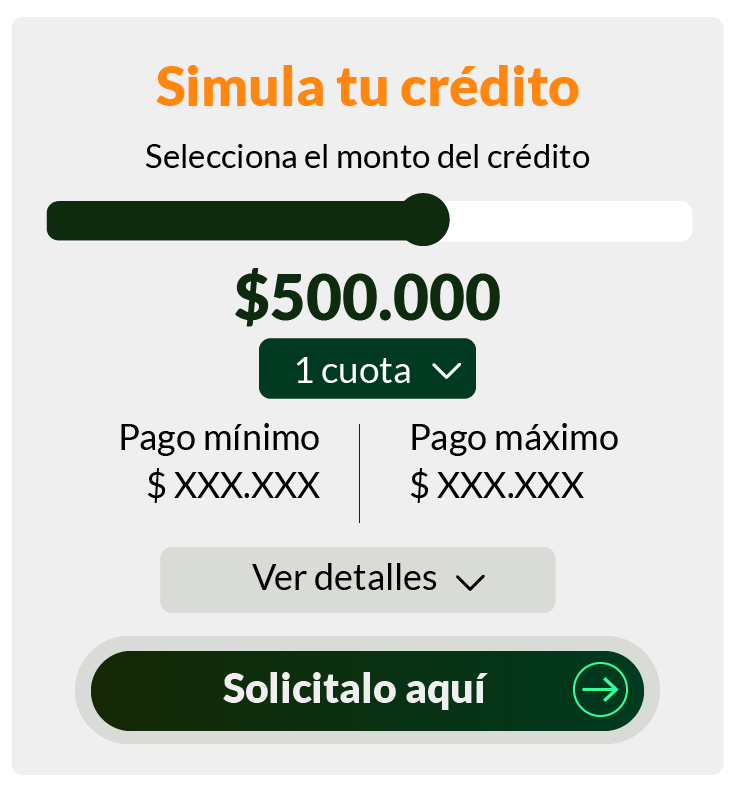 Simula tu crédito
Selecciona el monto del crédito
$500.000
1 cuota
Pago mínimo
$ XXX.XXX
Pago máximo
$ XXX.XXX
Ver detalles
Solicitalo aquí